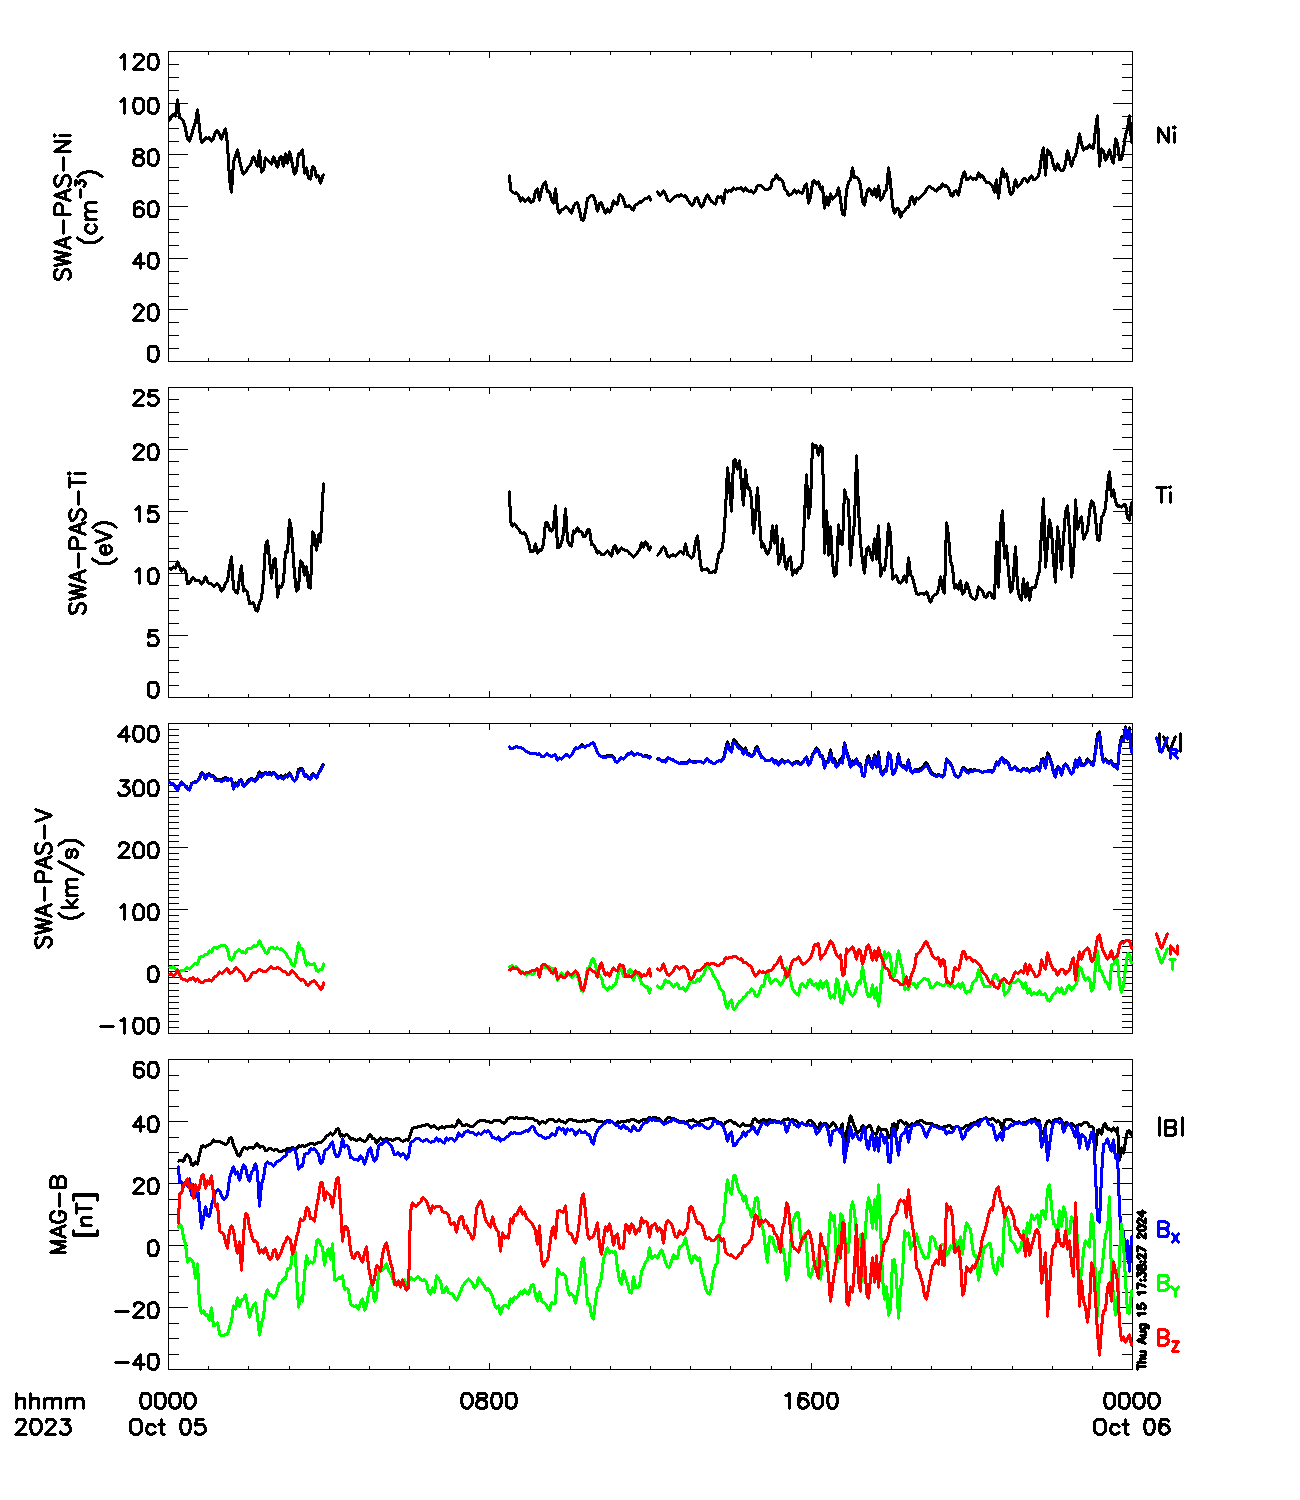 120
100
80
60
40
20
0
SWA-PAS-Ni
(cm⁻³)
Ni
25
20
15
10
5
0
SWA-PAS-Ti
(eV)
Ti
400
300
200
100
0
-100
SWA-PAS-V
(km/s)
|V|
V_R
V_N
V_T
60
40
20
0
-20
-40
MAG-B
[nT]
|B|
B_X
B_Y
B_Z
Thu Aug 15 17:38:27 2024
hhmm 0000 0800 1600 0000
2023 Oct 05 Oct 06